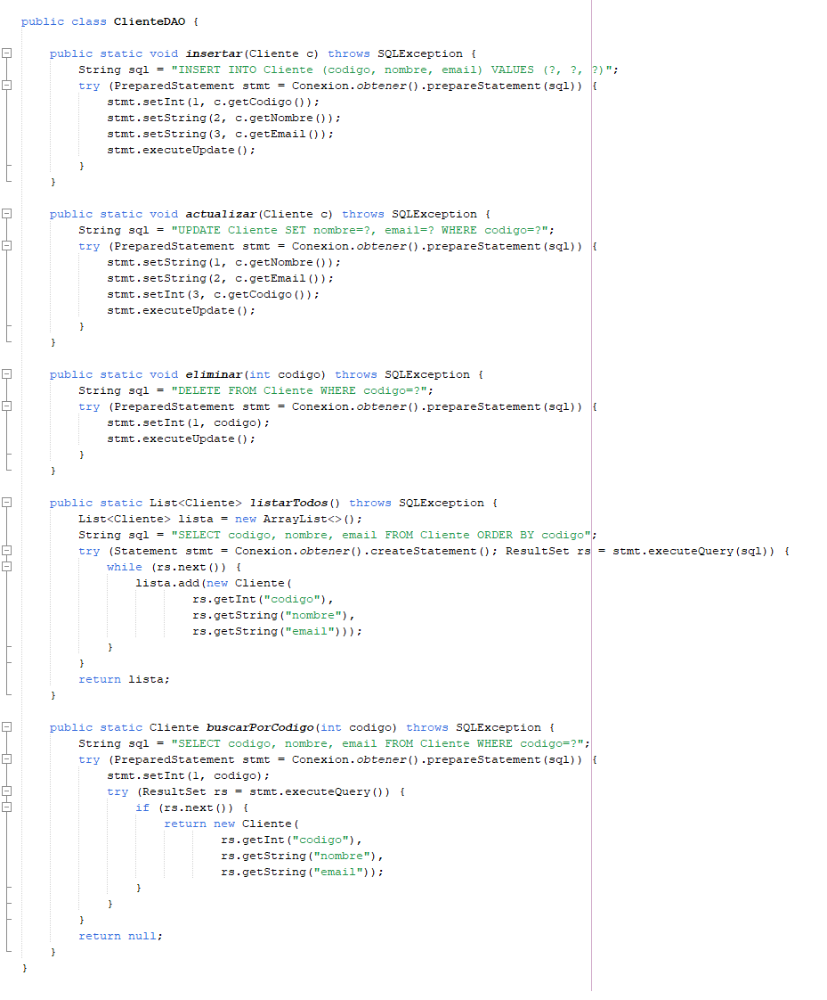 public class ClienteDAO {
public static void insertar(Cliente c) throws SQLException {
String sql = "INSERT INTO Cliente (codigo, nombre, email) VALUES (?, ?, ?)";
try (PreparedStatement stmt = Conexion.obtener().prepareStatement(sql)) {
stmt.setInt(1, c.getCodigo());
stmt.setString(2, c.getNombre());
stmt.setString(3, c.getEmail());
stmt.executeUpdate();
}
}
public static void actualizar(Cliente c) throws SQLException {
String sql = "UPDATE Cliente SET nombre=?, email=? WHERE codigo=?";
try (PreparedStatement stmt = Conexion.obtener().prepareStatement(sql)) {
stmt.setString(1, c.getNombre());
stmt.setString(2, c.getEmail());
stmt.setInt(3, c.getCodigo());
stmt.executeUpdate();
}
}
public static void eliminar(int codigo) throws SQLException {
String sql = "DELETE FROM Cliente WHERE codigo=?";
try (PreparedStatement stmt = Conexion.obtener().prepareStatement(sql)) {
stmt.setInt(1, codigo);
stmt.executeUpdate();
}
}
public static List<Cliente> listarTodos() throws SQLException {
List<Cliente> lista = new ArrayList<>();
String sql = "SELECT codigo, nombre, email FROM Cliente ORDER BY codigo";
try (Statement stmt = Conexion.obtener().createStatement(); ResultSet rs = stmt.executeQuery(sql)) {
while (rs.next()) {
lista.add(new Cliente(
rs.getInt("codigo"),
rs.getString("nombre"),
rs.getString("email")));
}
}
return lista;
}
public static Cliente buscarPorCodigo(int codigo) throws SQLException {
String sql = "SELECT codigo, nombre, email FROM Cliente WHERE codigo=?";
try (PreparedStatement stmt = Conexion.obtener().prepareStatement(sql)) {
stmt.setInt(1, codigo);
try (ResultSet rs = stmt.executeQuery()) {
if (rs.next()) {
return new Cliente(
rs.getInt("codigo"),
rs.getString("nombre"),
rs.getString("email"));
}
}
}
return null;
}
}